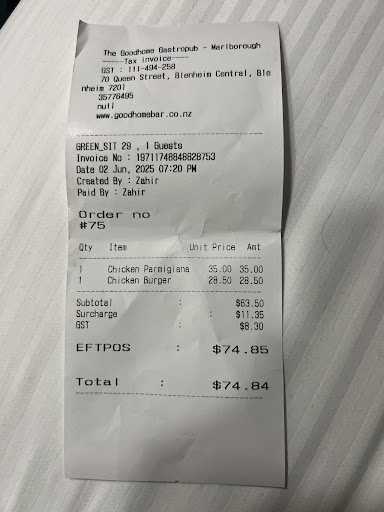 The Goodhome Gastropub - Marlborough
-----Tax invoice----
GST : 111-494-258
70 Queen Street, Blenheim Central, Ble
nheim 7201
35776495
null
www.goodhomebar.co.nz
GREEN_SIT 29 , 1 Guests
Invoice No : 19711748848828753
Date 02 Jun, 2025 07:20 PM
Created By : Zahir
Paid By : Zahir
Order no
#75
Qty Item Unit Price Amt
1 Chicken Parmigiana 35.00 35.00
1 Chicken Burger 28.50 28.50
Subtotal : $63.50
Surcharge : $11.35
GST : $8.30
EFTPOS : $74.85
Total : $74.84